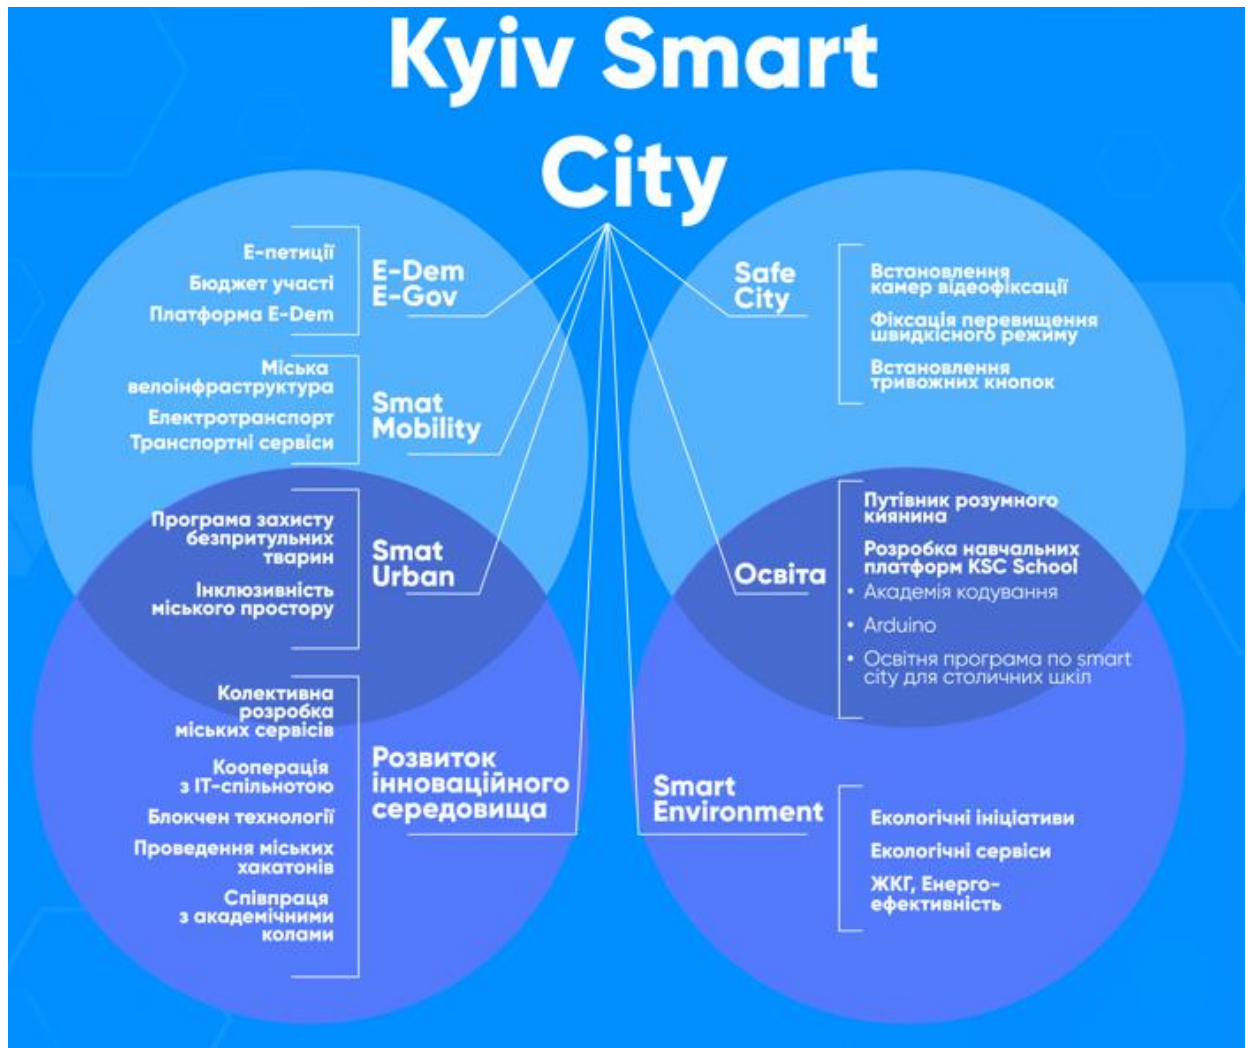 Kyiv Smart
City
Е-петиції
Бюджет участі
Платформа E-Dem
E-Dem
E-Gov
Міська
велоінфраструктура
Електротранспорт
Транспортні сервіси
Smat
Mobility
Програма захисту
безпритульних
тварин
Інклюзивність
міського простору
Smat
Urban
Колективна
розробка
міських сервісів
Кооперація
з ІТ-спільнотою
Блокчен технології
Проведення міських
хакатонів
Співпраця
з академічними
колами
Розвиток
інноваційного
середовища
Safe
City
Встановлення
камер відеофіксації
Фіксація перевищення
швидкісного режиму
Встановлення
тривожних кнопок
Освіта
Путівник розумного
киянина
Розробка навчальних
платформ KSC School
• Академія кодування
• Arduino
• Освітня програма по smart
city для столичних шкіл
Smart
Environment
Екологічні ініціативи
Екологічні сервіси
ЖКГ, Енерго-
ефективність